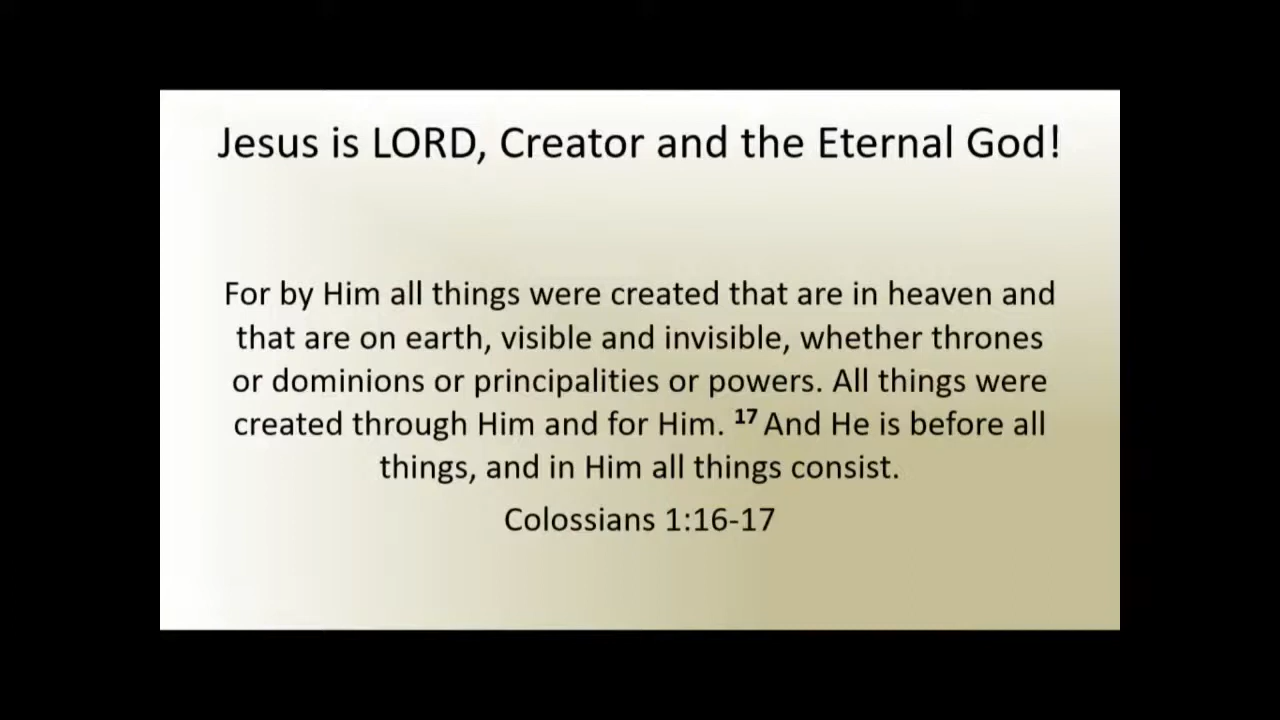 Jesus is LORD, Creator and the Eternal God!
For by Him all things were created that are in heaven and
that are on earth, visible and invisible, whether thrones
or dominions or principalities or powers. All things were
created through Him and for Him. 17 And He is before all
things, and in Him all things consist.
Colossians 1:16-17